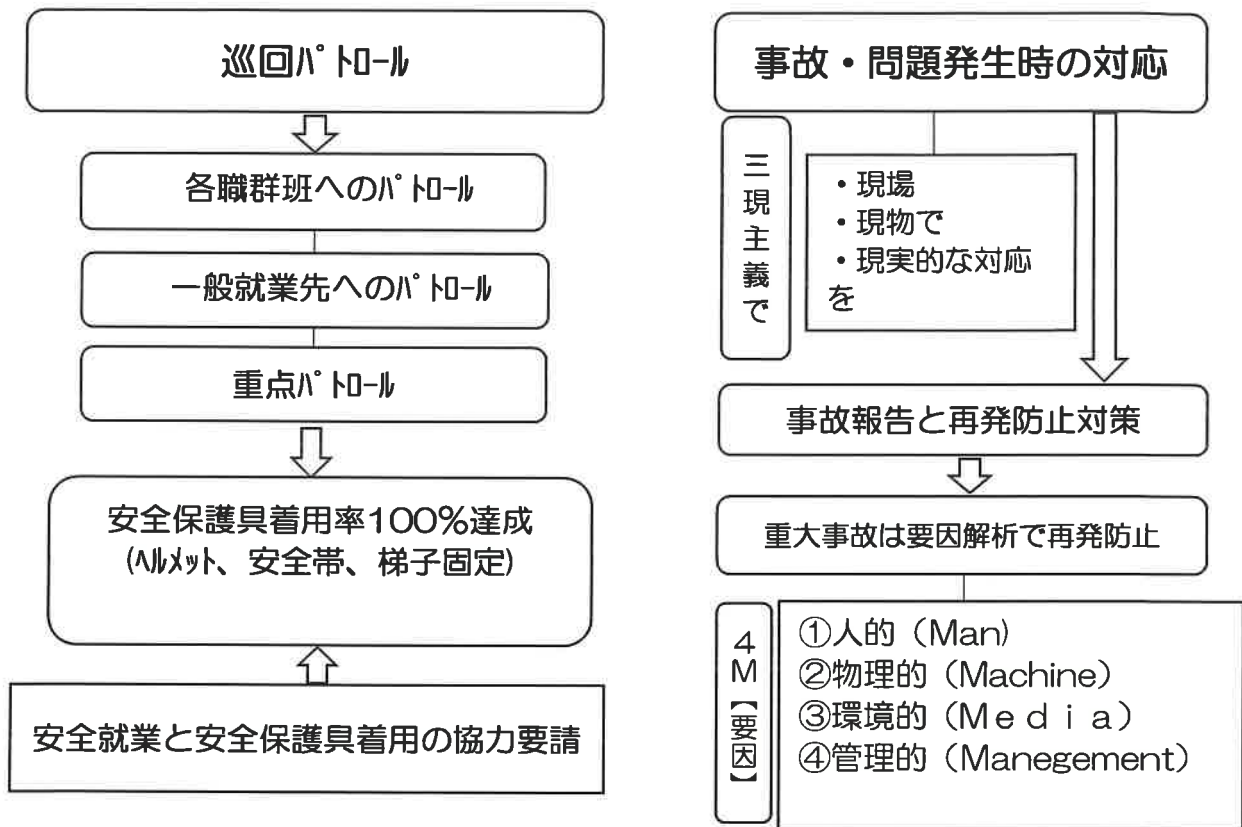 巡回ﾊﾟﾄﾛｰﾙ
各職群班へのﾊﾟﾄﾛｰﾙ
一般就業先へのﾊﾟﾄﾛｰﾙ
重点ﾊﾟﾄﾛｰﾙ
安全保護具着用率100%達成
(ﾍﾙﾒｯﾄ、安全帯、梯子固定)
安全就業と安全保護具着用の協力要請
事故・問題発生時の対応
三現主義で
・現場
・現物で
・現実的な対応
を
事故報告と再発防止対策
重大事故は要因解析で再発防止
4M【要因】
①人的（Man)
②物理的（Machine）
③環境的（Ｍｅｄｉａ）
④管理的（Manegement）